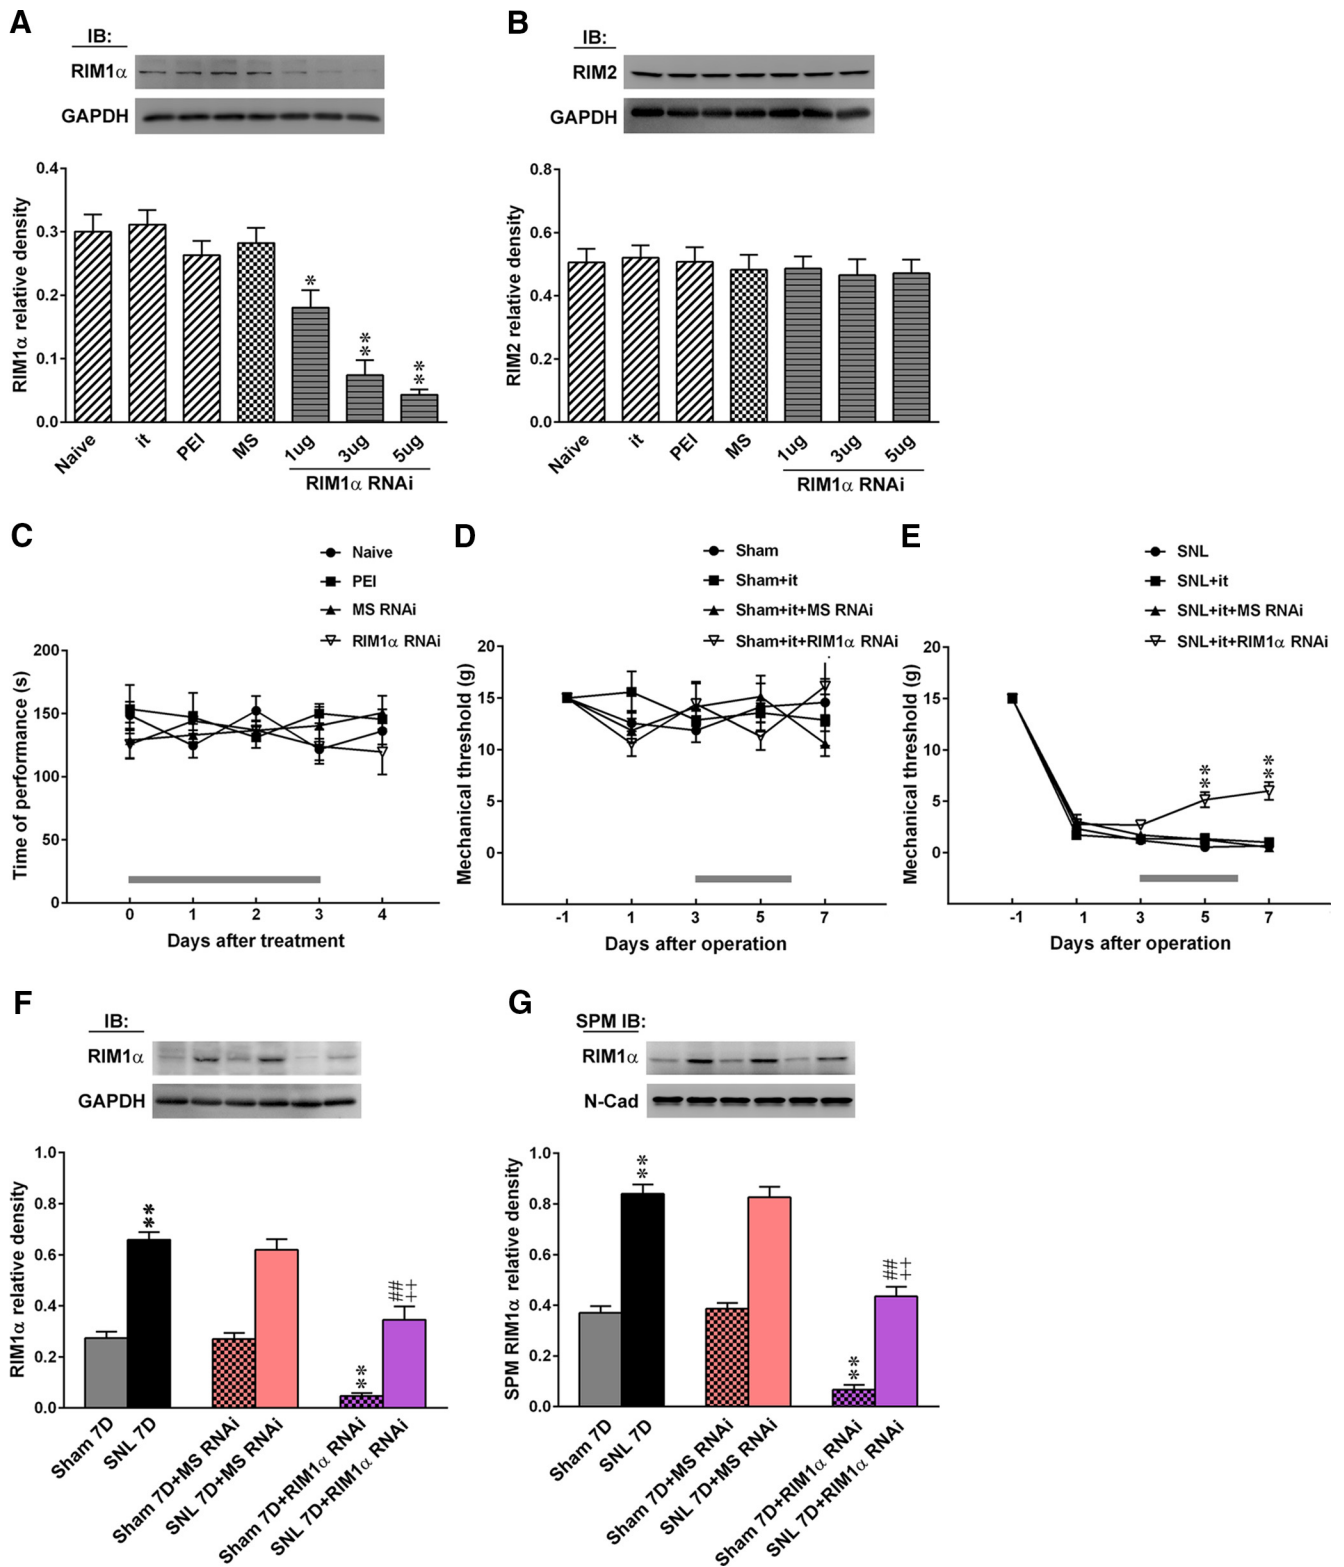 A
IB:
RIM1α
GAPDH
RIM1α relative density
0.4
0.3
0.2
0.1
0.0
*
**
**
Naive
it
PEI
MS
1ug
3ug
5ug
RIM1α RNAi
B
IB:
RIM2
GAPDH
RIM2 relative density
0.8
0.6
0.4
0.2
0.0
Naive
it
PEI
MS
1ug
3ug
5ug
RIM1α RNAi
C
Naive
PEI
MS RNAi
RIM1α RNAi
Time of performance (s)
200
150
100
50
0
0 1 2 3 4
Days after treatment
D
Sham
Sham+it
Sham+it+MS RNAi
Sham+it+RIM1α RNAi
Mechanical threshold (g)
20
15
10
5
0
-1 1 3 5 7
Days after operation
E
SNL
SNL+it
SNL+it+MS RNAi
SNL+it+RIM1α RNAi
Mechanical threshold (g)
20
15
10
5
0
**
**
-1 1 3 5 7
Days after operation
F
IB:
RIM1α
GAPDH
RIM1α relative density
1.0
0.8
0.6
0.4
0.2
0.0
**
**
##
++
Sham 7D
SNL 7D
Sham 7D+MS RNAi
SNL 7D+MS RNAi
Sham 7D+RIM1α RNAi
SNL 7D+RIM1α RNAi
G
SPM IB:
RIM1α
N-Cad
SPM RIM1α relative density
1.0
0.8
0.6
0.4
0.2
0.0
**
**
##
++
Sham 7D
SNL 7D
Sham 7D+MS RNAi
SNL 7D+MS RNAi
Sham 7D+RIM1α RNAi
SNL 7D+RIM1α RNAi